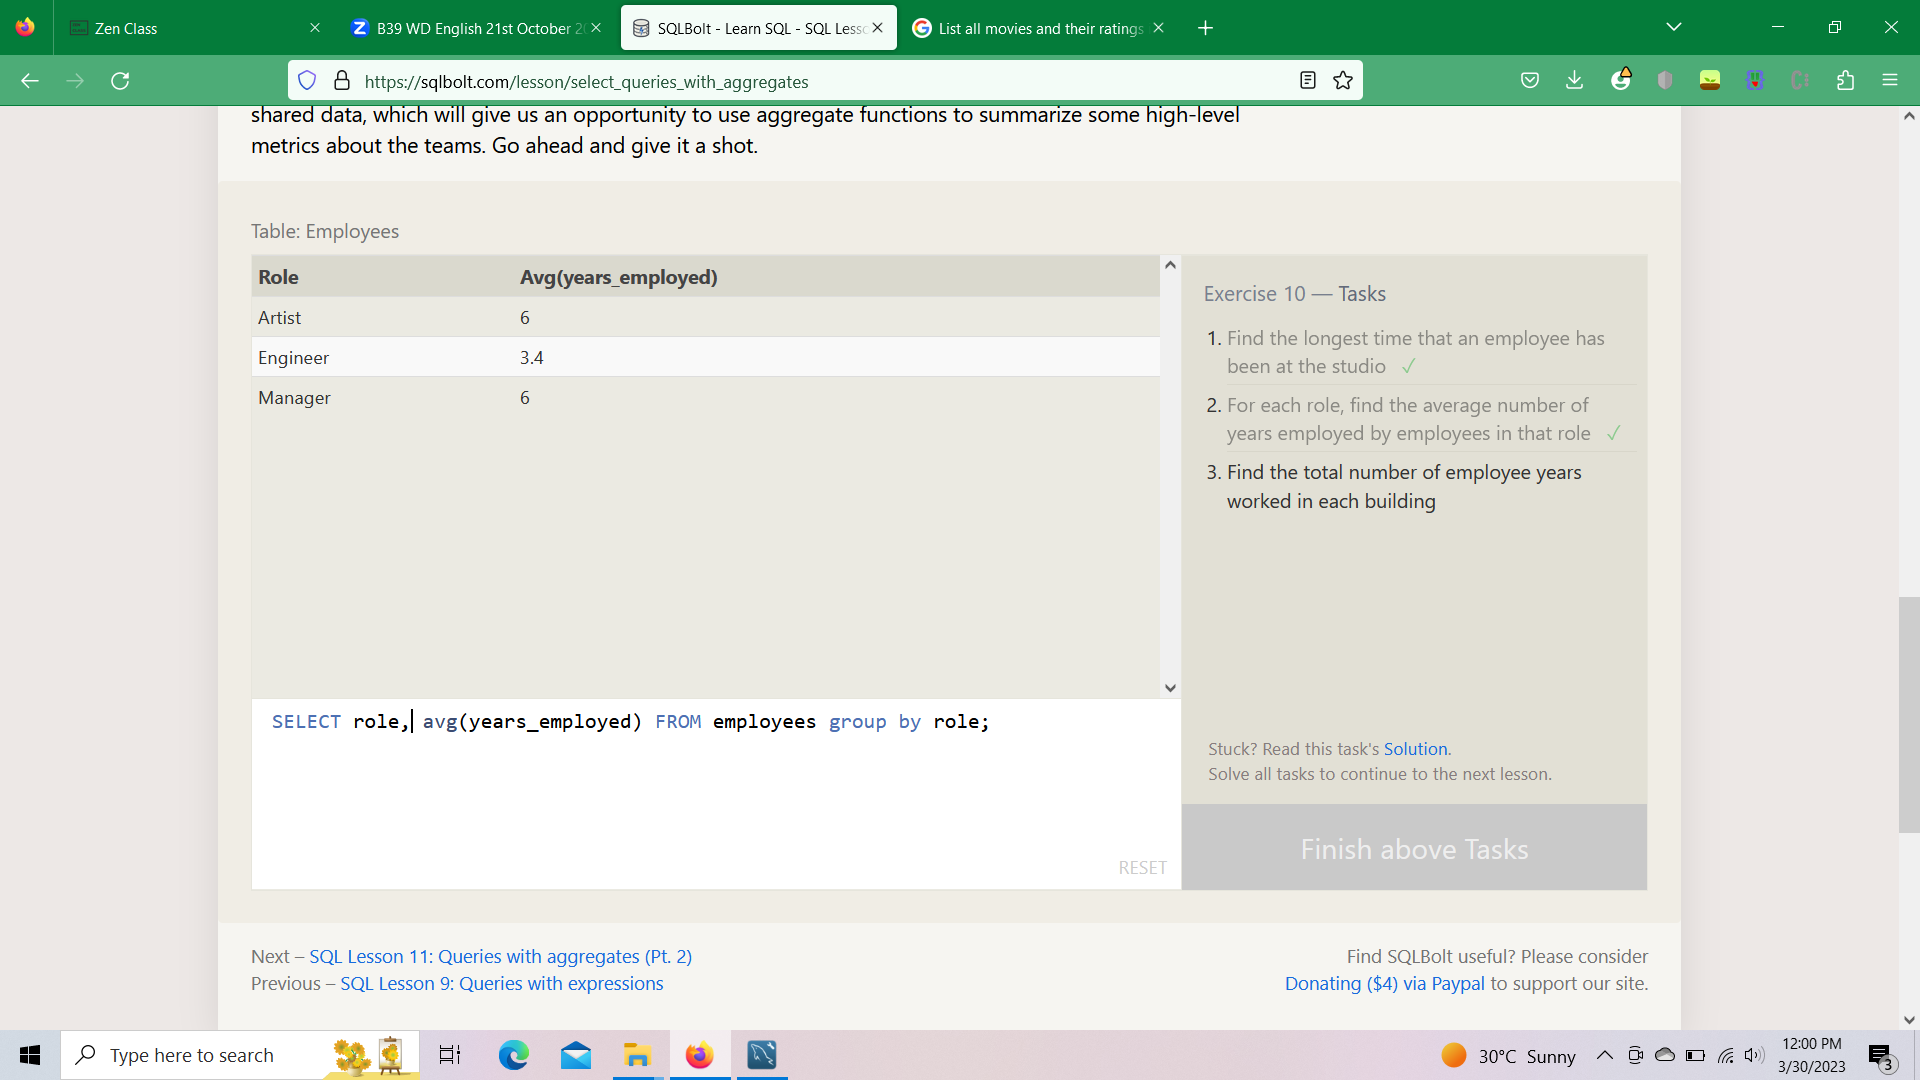 Zen Class
B39 WD English 21st October 2
SQLBolt - Learn SQL - SQL Less
List all movies and their ratings
https://sqlbolt.com/lesson/select_queries_with_aggregates
shared data, which will give us an opportunity to use aggregate functions to summarize some high-level
metrics about the teams. Go ahead and give it a shot.
Table: Employees
Role Avg(years_employed)
Artist 6
Engineer 3.4
Manager 6
Exercise 10 — Tasks
1. Find the longest time that an employee has
been at the studio ✓
2. For each role, find the average number of
years employed by employees in that role ✓
3. Find the total number of employee years
worked in each building
SELECT role, avg(years_employed) FROM employees group by role;
RESET
Stuck? Read this task's Solution.
Solve all tasks to continue to the next lesson.
Finish above Tasks
Next – SQL Lesson 11: Queries with aggregates (Pt. 2)
Previous – SQL Lesson 9: Queries with expressions
Find SQLBolt useful? Please consider
Donating ($4) via Paypal to support our site.
Type here to search
30°C Sunny
12:00 PM
3/30/2023
3